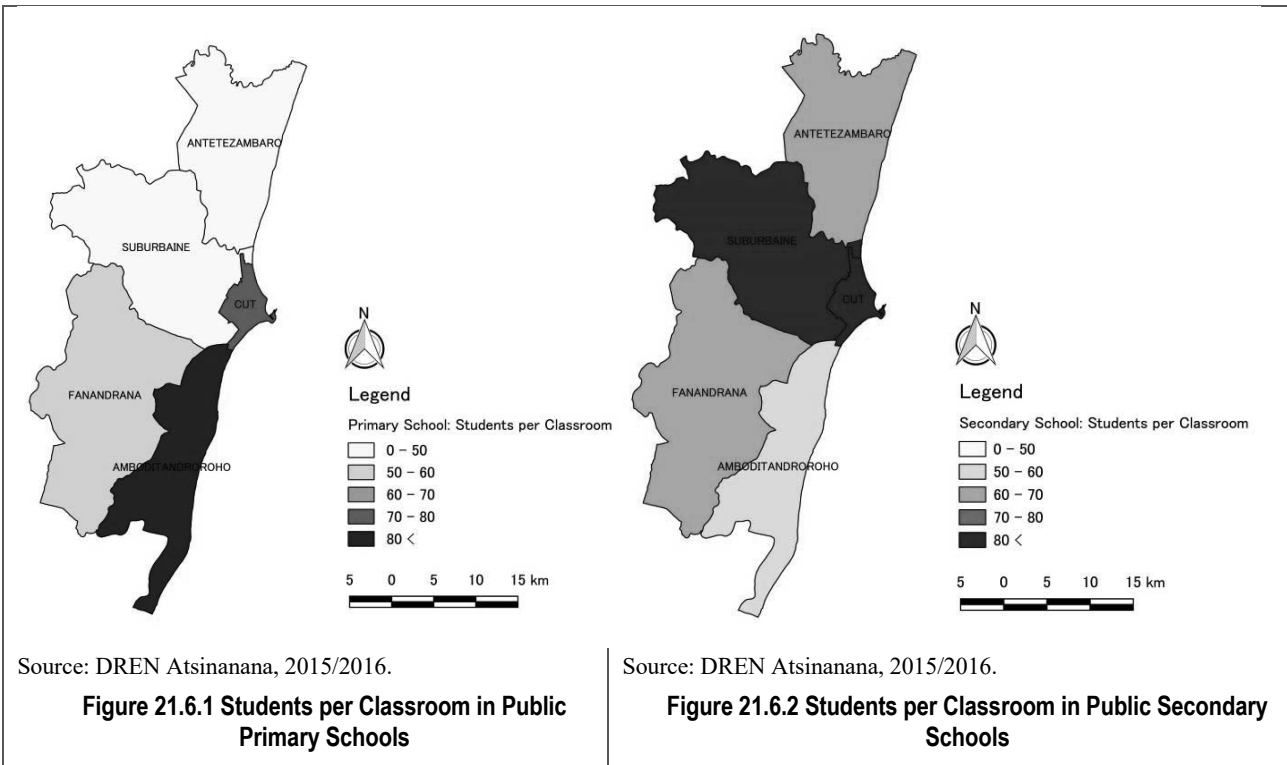 ANTETEZAMBARO
SUBURBAINE
CUT
FANANDRANA
AMBODITANDROROHO
N
Legend
Primary School: Students per Classroom
0 – 50
50 – 60
60 – 70
70 – 80
80 <
5 0 5 10 15 km
Source: DREN Atsinanana, 2015/2016.
Figure 21.6.1 Students per Classroom in Public
Primary Schools
ANTETEZAMBARO
SUBURBAINE
CUT
FANANDRANA
AMBODITANDROROHO
N
Legend
Secondary School: Students per Classroom
0 – 50
50 – 60
60 – 70
70 – 80
80 <
5 0 5 10 15 km
Source: DREN Atsinanana, 2015/2016.
Figure 21.6.2 Students per Classroom in Public Secondary
Schools